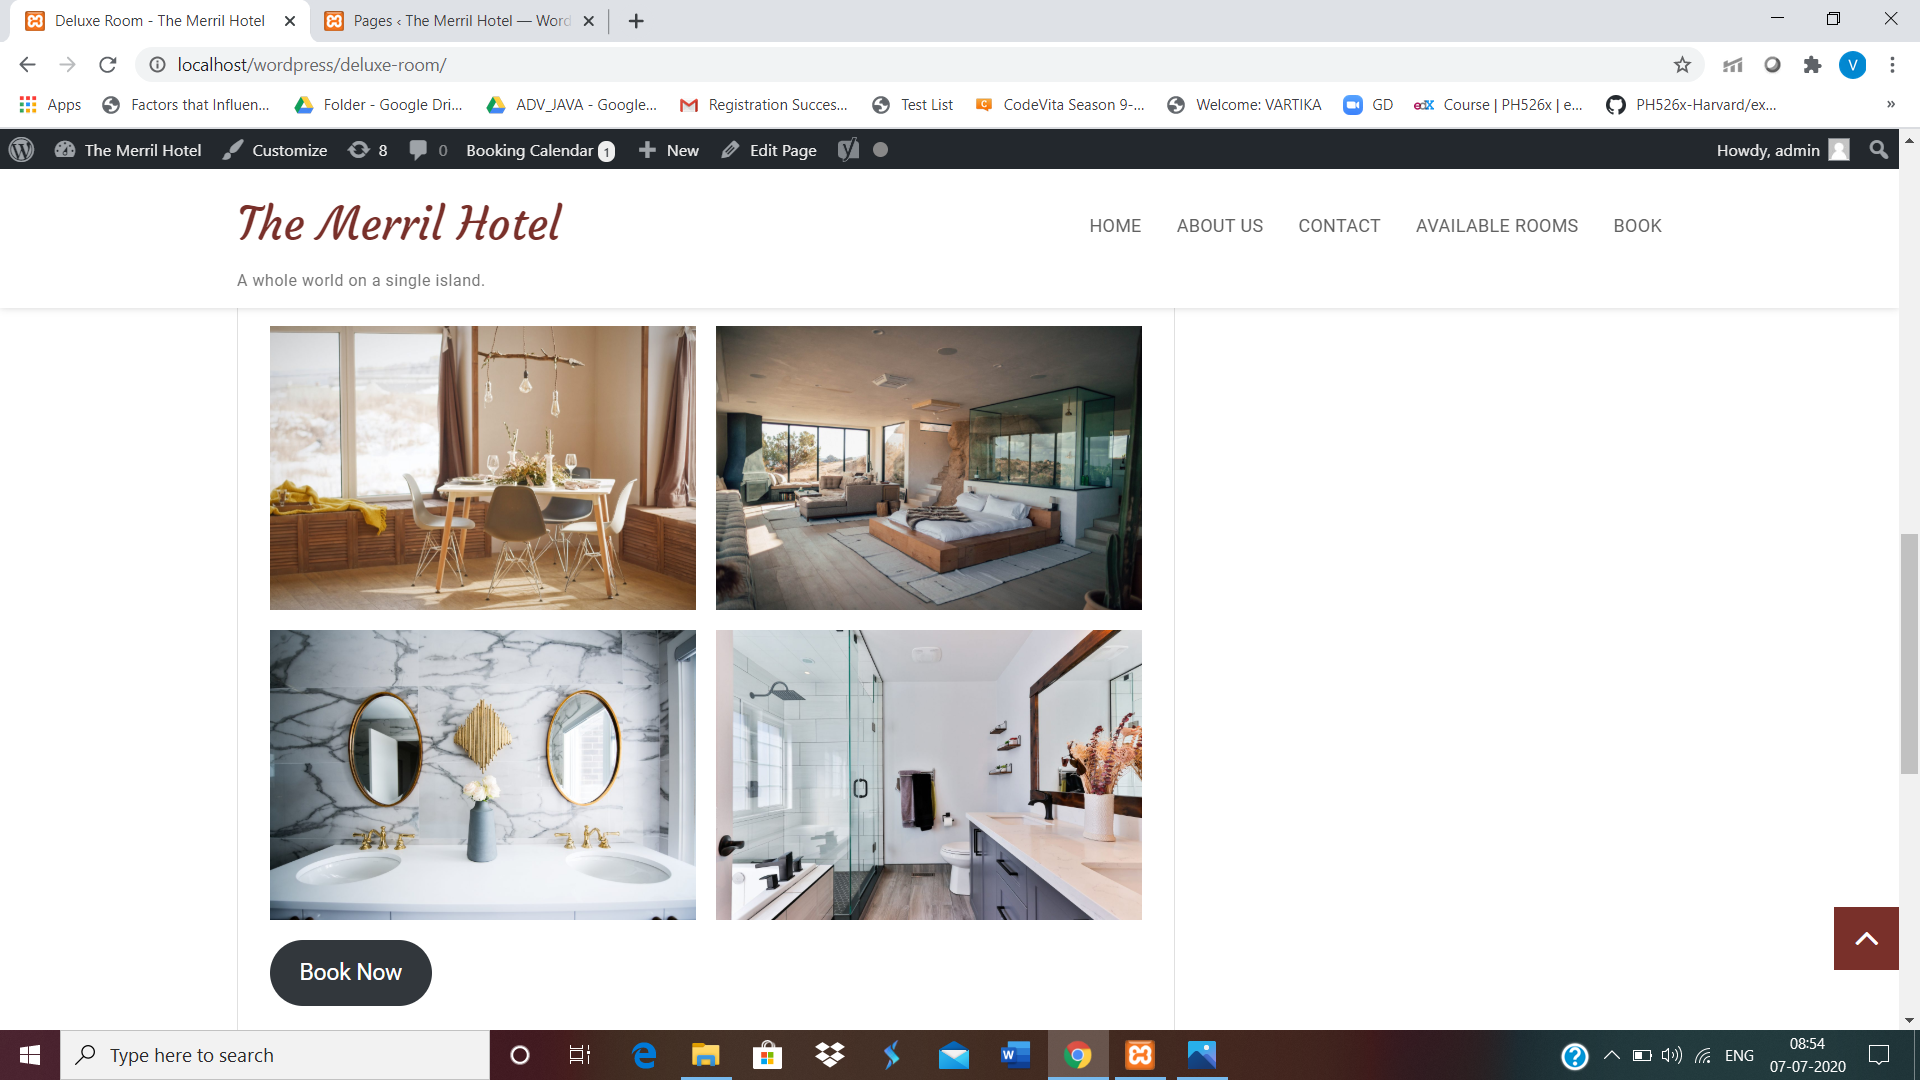 Deluxe Room - The Merril Hotel
Pages ‹ The Merril Hotel — Word
localhost/wordpress/deluxe-room/
V
Apps
Factors that Influen...
Folder - Google Dri...
ADV_JAVA - Google...
Registration Succes...
Test List
CodeVita Season 9-...
Welcome: VARTIKA
GD
edX
Course | PH526x | e...
PH526x-Harvard/ex...
»
The Merril Hotel
Customize
8
0
Booking Calendar 1
New
Edit Page
Howdy, admin
The Merril Hotel
HOME
ABOUT US
CONTACT
AVAILABLE ROOMS
BOOK
A whole world on a single island.
Book Now
Type here to search
ENG
08:54
07-07-2020